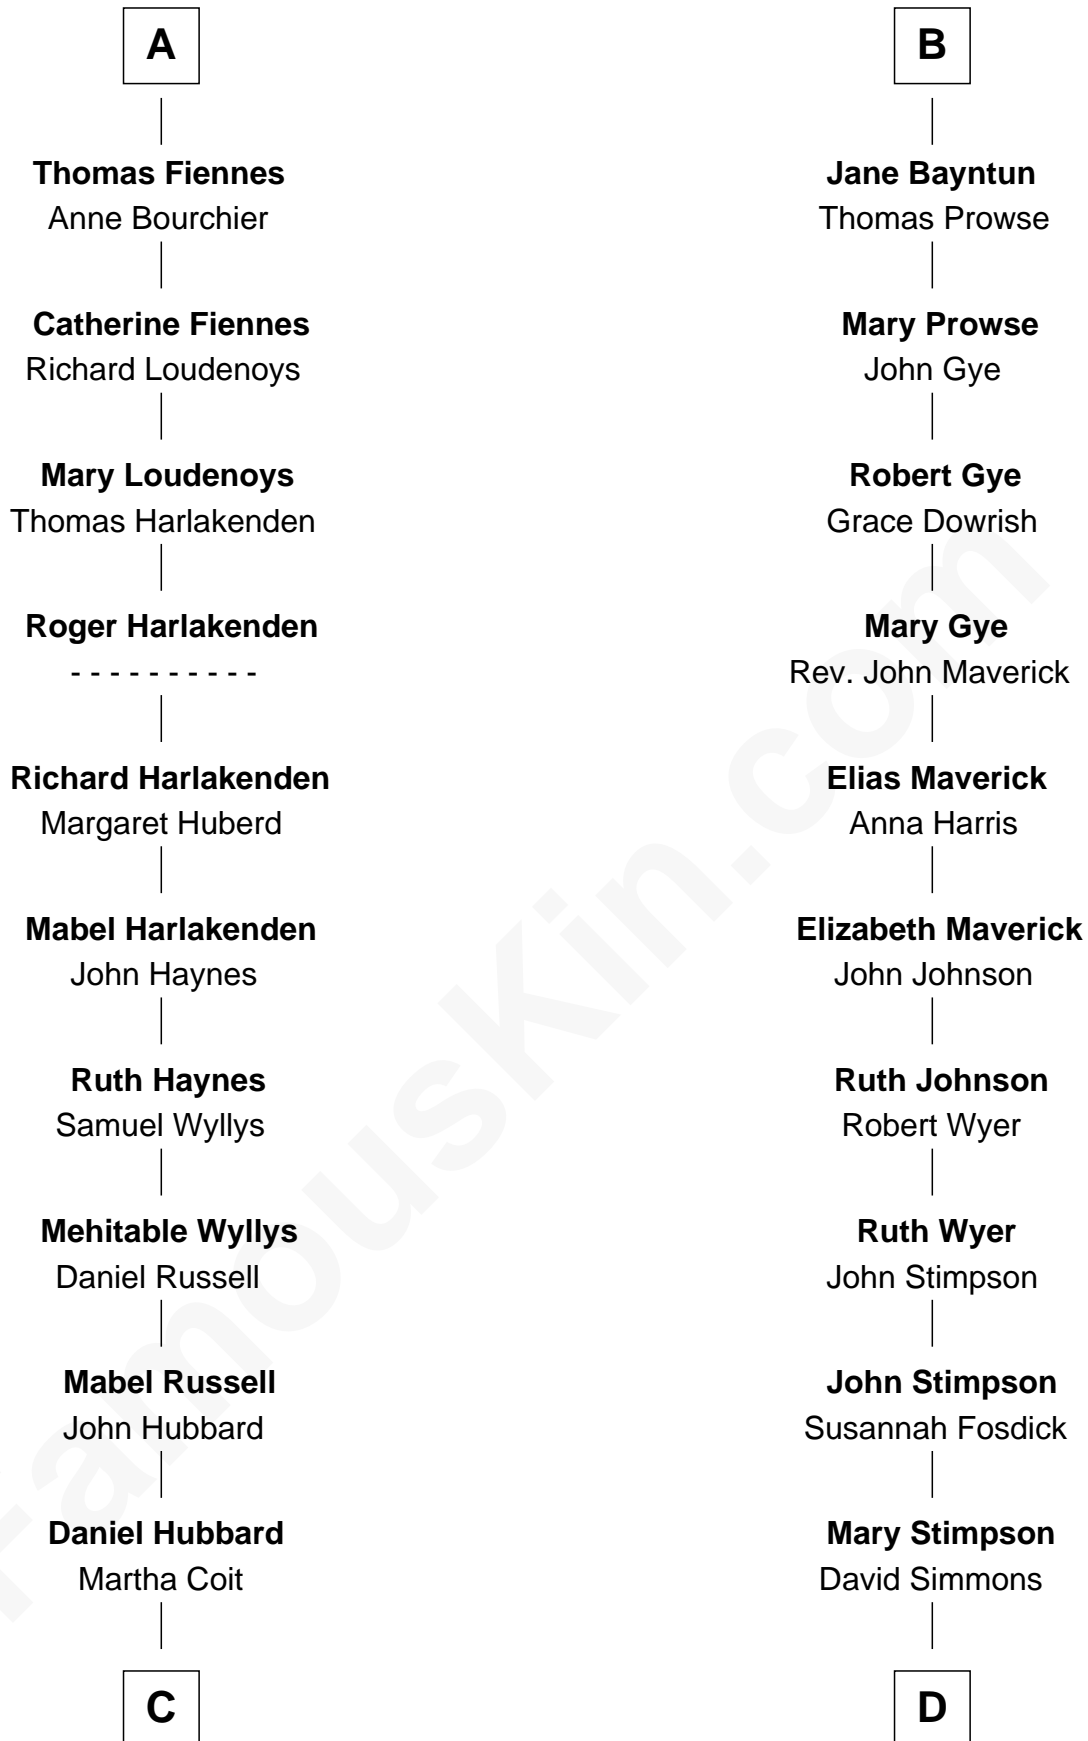 A
Thomas Fiennes
Anne Bourchier
Catherine Fiennes
Richard Loudenoys
Mary Loudenoys
Thomas Harlakenden
Roger Harlakenden
- - - - - - - - - -
Richard Harlakenden
Margaret Huberd
Mabel Harlakenden
John Haynes
Ruth Haynes
Samuel Wyllys
Mehitable Wyllys
Daniel Russell
Mabel Russell
John Hubbard
Daniel Hubbard
Martha Coit
C
B
Jane Bayntun
Thomas Prowse
Mary Prowse
John Gye
Robert Gye
Grace Dowrish
Mary Gye
Rev. John Maverick
Elias Maverick
Anna Harris
Elizabeth Maverick
John Johnson
Ruth Johnson
Robert Wyer
Ruth Wyer
John Stimpson
John Stimpson
Susannah Fosdick
Mary Stimpson
David Simmons
D
FamousKin.com